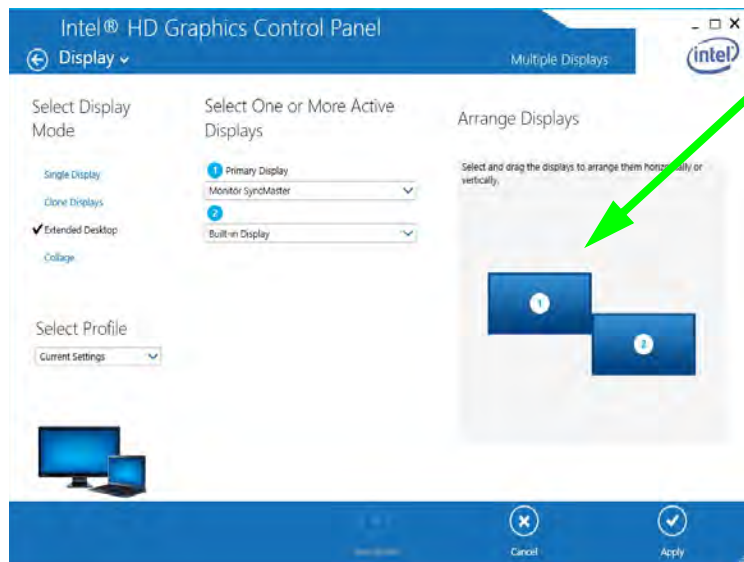 Intel® HD Graphics Control Panel
Display
Multiple Displays
intel
Select Display
Mode
Single Display
Clone Displays
Extended Desktop
Collage
Select Profile
Current Settings
Select One or More Active
Displays
1 Primary Display
Monitor SyncMaster
2
Built-in Display
Arrange Displays
Select and drag the displays to arrange them or
vertically.
1
2
Cancel
Apply